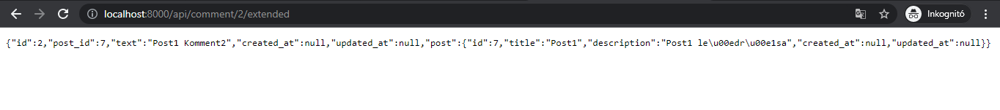 localhost:8000/api/comment/2/extended
Inkognitó
{"id":2,"post_id":7,"text":"Post1 Komment2","created_at":null,"updated_at":null,"post":{"id":7,"title":"Post1","description":"Post1 le\u00edr\u00e1sa","created_at":null,"updated_at":null}}